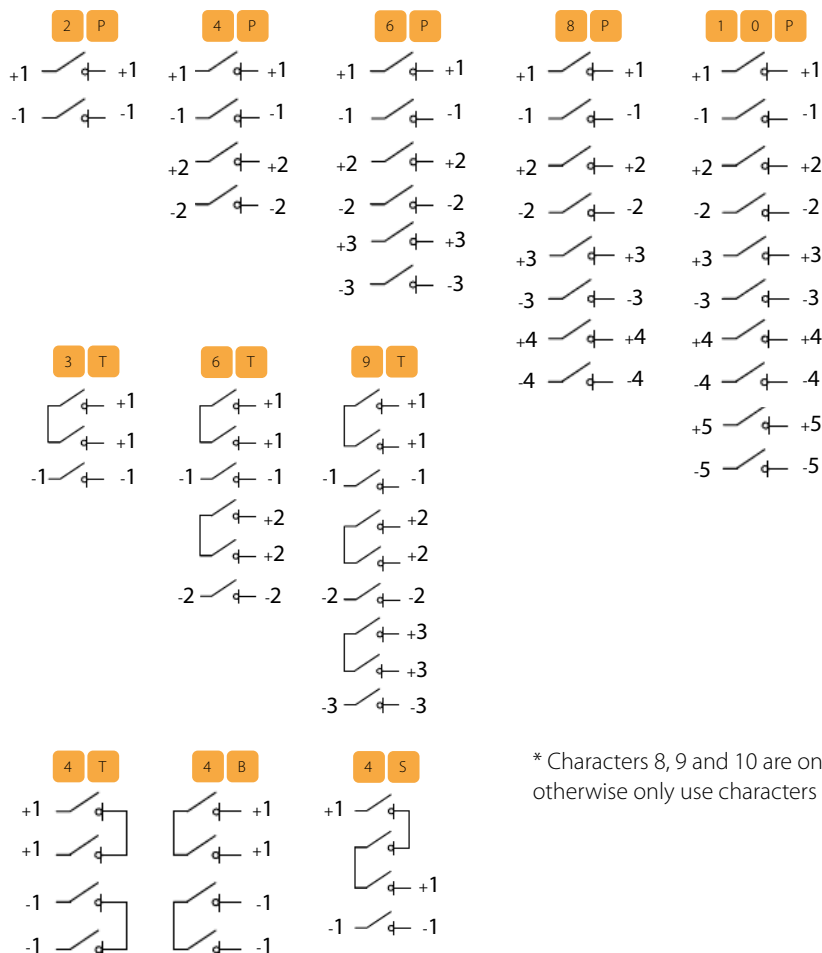 2 P 4 P 6 P 8 P 1 0 P
+1 +1 +1 +1 +1 +1 +1 +1 +1 +1
-1 -1 -1 -1 -1 -1 -1 -1 -1 -1
+2 +2 +2 +2 +2 +2 +2 +2
-2 -2 -2 -2 -2 -2 -2 -2
+3 +3 +3 +3 +3 +3
-3 -3 -3 -3 -3 -3
+4 +4 +4 +4
-4 -4 -4 -4
+5 +5
-5 -5
3 T 6 T 9 T
+1 +1 +1
+1 +1 +1
-1 -1 -1 -1 -1 -1
+2 +2
+2 +2
-2 -2 -2 -2
+3
+3
-3 -3
4 T 4 B 4 S
+1 +1 +1
+1 +1
+1
-1 -1
-1 -1
-1 -1
* Characters 8, 9 and 10 are on
otherwise only use characters